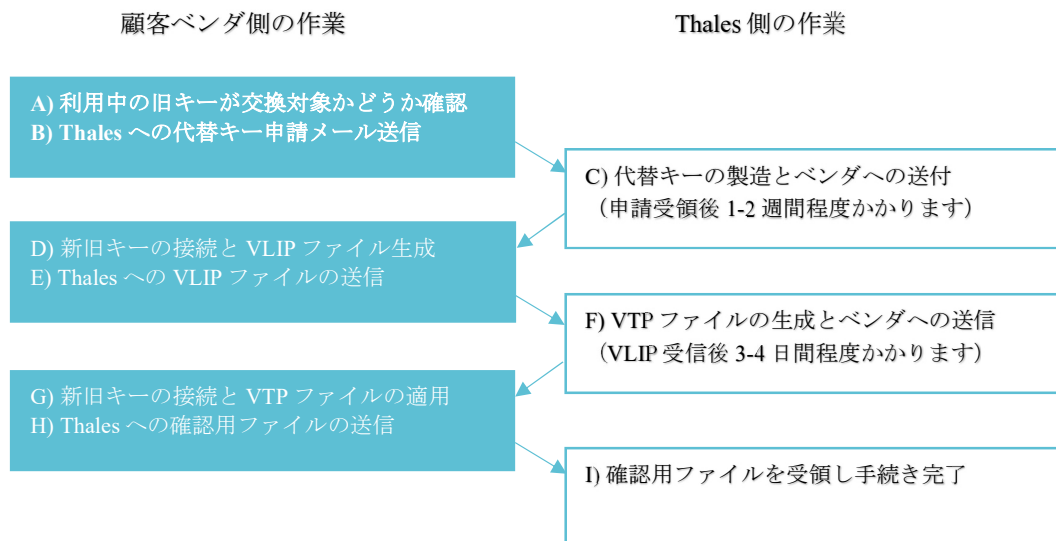 顧客ベンダ側の作業
Thales 側の作業
A) 利用中の旧キーが交換対象かどうか確認
B) Thales への代替キー申請メール送信
C) 代替キーの製造とベンダへの送付
（申請受領後 1-2 週間程度かかります）
D) 新旧キーの接続と VLIP ファイル生成
E) Thales への VLIP ファイルの送信
F) VTP ファイルの生成とベンダへの送信
（VLIP 受信後 3-4 日間程度かかります）
G) 新旧キーの接続と VTP ファイルの適用
H) Thales への確認用ファイルの送信
I) 確認用ファイルを受領し手続き完了